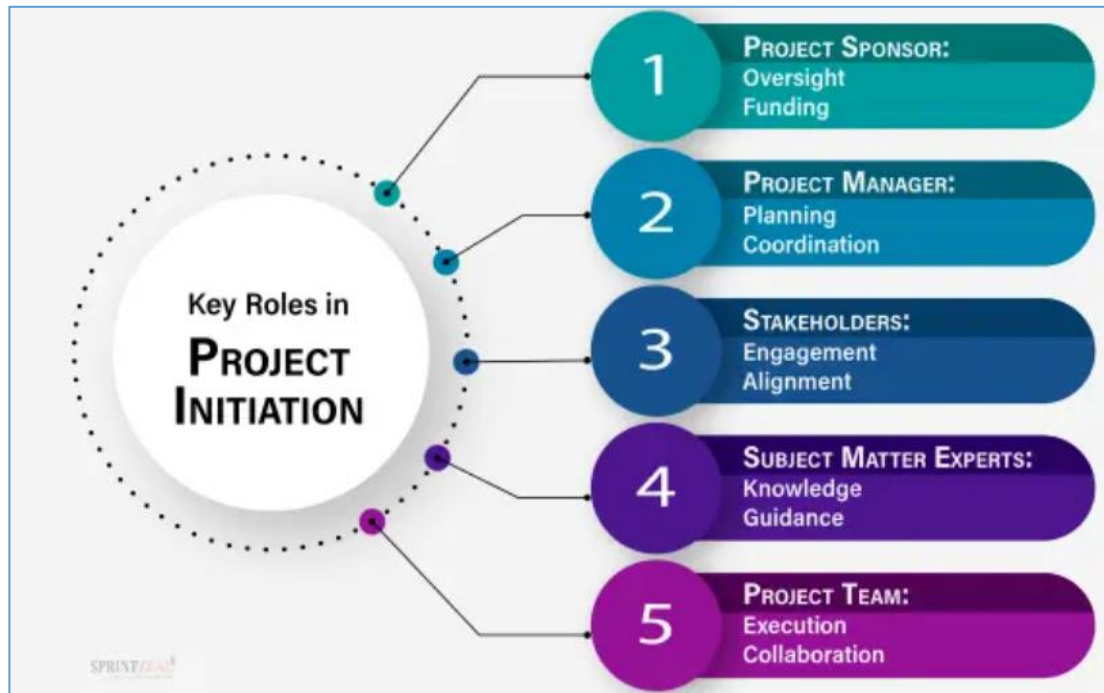 Key Roles in
PROJECT
INITIATION
1
PROJECT SPONSOR:
Oversight
Funding
2
PROJECT MANAGER:
Planning
Coordination
3
STAKEHOLDERS:
Engagement
Alignment
4
SUBJECT MATTER EXPERTS:
Knowledge
Guidance
5
PROJECT TEAM:
Execution
Collaboration
SPRINTZEAL